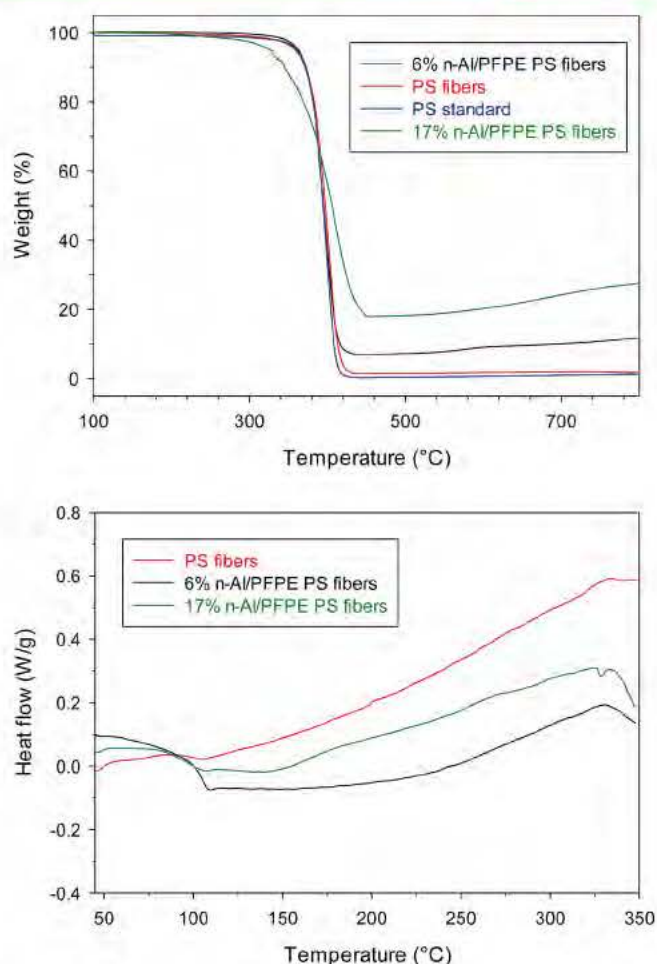 100
80
60
40
20
0
Weight (%)
6% n-Al/PFPE PS fibers
PS fibers
PS standard
17% n-Al/PFPE PS fibers
100
300
500
700
Temperature (°C)
0.8
0.6
0.4
0.2
0.0
-0.2
-0.4
Heat flow (W/g)
PS fibers
6% n-Al/PFPE PS fibers
17% n-Al/PFPE PS fibers
50
100
150
200
250
300
350
Temperature (°C)